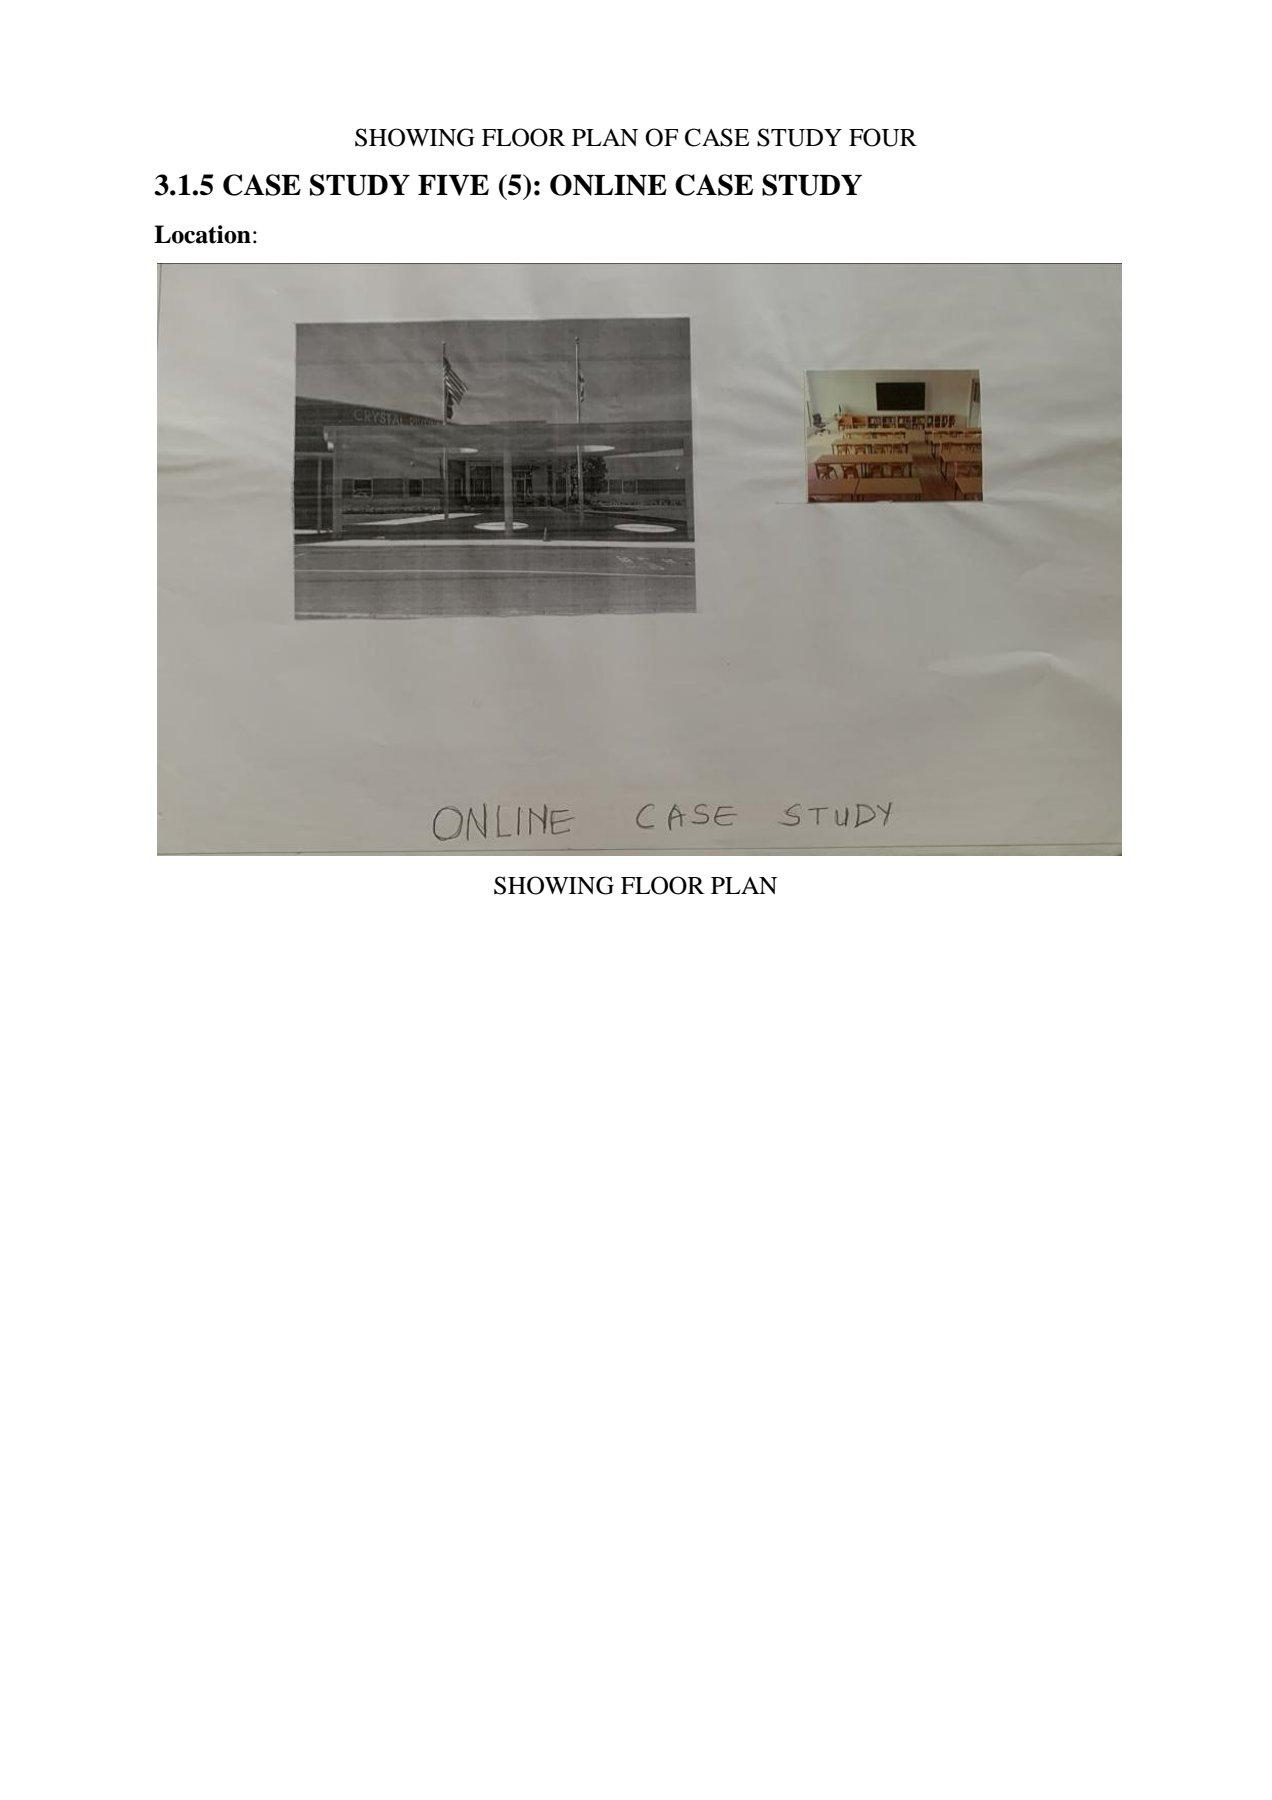 SHOWING FLOOR PLAN OF CASE STUDY FOUR
3.1.5 CASE STUDY FIVE (5): ONLINE CASE STUDY
Location:
CRYSTAL
ONLINE CASE STUDY
SHOWING FLOOR PLAN